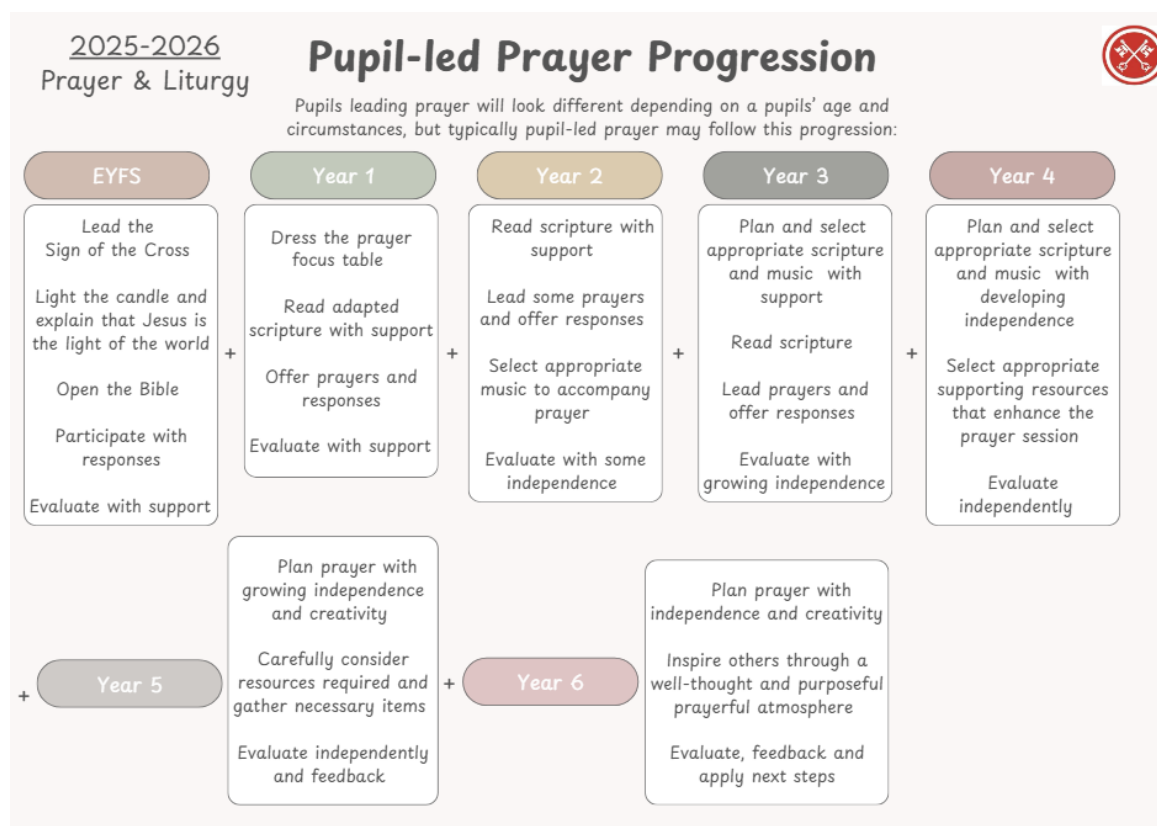 2025-2026
Prayer & Liturgy
Pupil-led Prayer Progression
Pupils leading prayer will look different depending on a pupils' age and
circumstances, but typically pupil-led prayer may follow this progression:
EYFS
Lead the
Sign of the Cross
Light the candle and
explain that Jesus is
the light of the world
Open the Bible
Participate with
responses
Evaluate with support
+
Year 1
Dress the prayer
focus table
Read adapted
scripture with support
Offer prayers and
responses
Evaluate with support
+
Year 2
Read scripture with
support
Lead some prayers
and offer responses
Select appropriate
music to accompany
prayer
Evaluate with some
independence
+
Year 3
Plan and select
appropriate scripture
and music with
support
Read scripture
Lead prayers and
offer responses
Evaluate with
growing independence
+
Year 4
Plan and select
appropriate scripture
and music with
developing
independence
Select appropriate
supporting resources
that enhance the
prayer session
Evaluate
independently
+
Year 5
Plan prayer with
growing independence
and creativity
Carefully consider
resources required and
gather necessary items
Evaluate independently
and feedback
+
Year 6
Plan prayer with
independence and creativity
Inspire others through a
well-thought and purposeful
prayerful atmosphere
Evaluate, feedback and
apply next steps